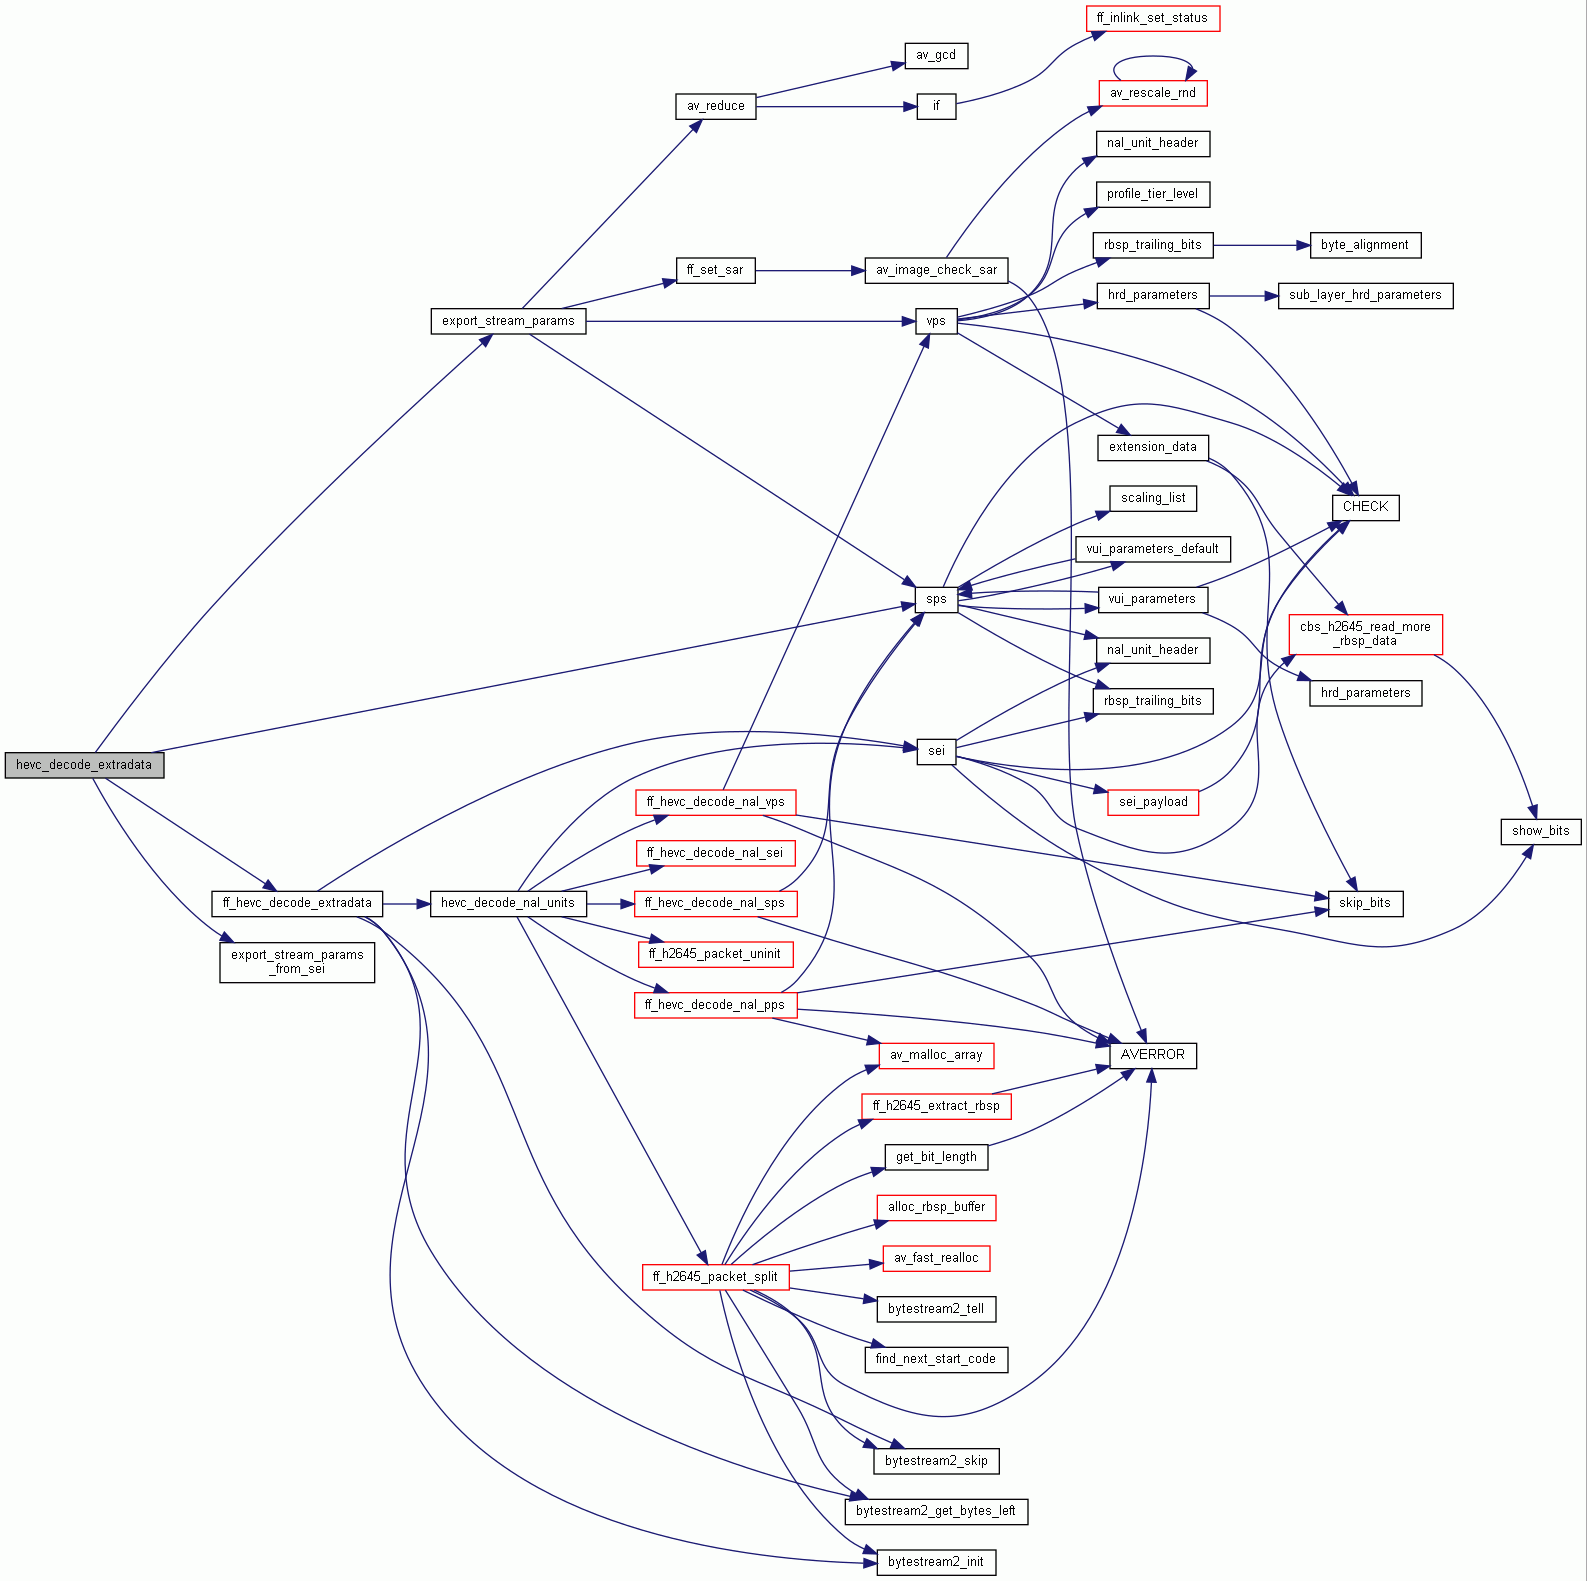 ff_inlink_set_status
av_gcd
av_rescale_rnd
av_reduce
if
nal_unit_header
profile_tier_level
rbsp_trailing_bits
byte_alignment
ff_set_sar
av_image_check_sar
hrd_parameters
sub_layer_hrd_parameters
export_stream_params
vps
extension_data
scaling_list
CHECK
vui_parameters_default
sps
vui_parameters
cbs_h2645_read_more
_rbsp_data
nal_unit_header
hrd_parameters
rbsp_trailing_bits
sei
hevc_decode_extradata
ff_hevc_decode_nal_vps
sei_payload
show_bits
ff_hevc_decode_nal_sei
ff_hevc_decode_extradata
hevc_decode_nal_units
ff_hevc_decode_nal_sps
skip_bits
export_stream_params
_from_sei
ff_h2645_packet_uninit
ff_hevc_decode_nal_pps
av_malloc_array
AVERROR
ff_h2645_extract_rbsp
get_bit_length
alloc_rbsp_buffer
av_fast_realloc
ff_h2645_packet_split
bytestream2_tell
find_next_start_code
bytestream2_skip
bytestream2_get_bytes_left
bytestream2_init